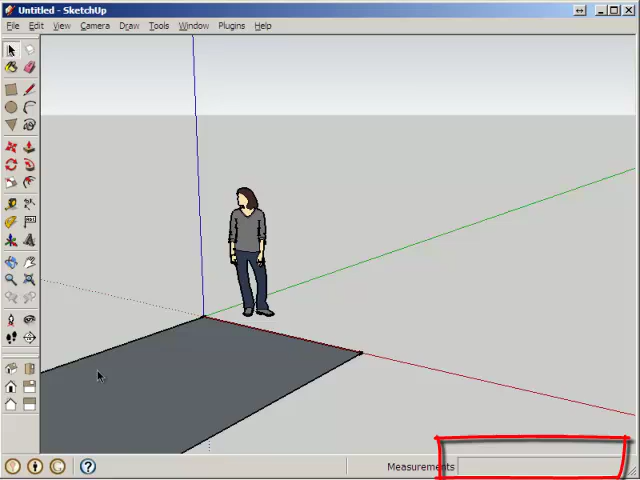 Untitled - SketchUp
File Edit View Camera Draw Tools Window Plugins Help
Measurements